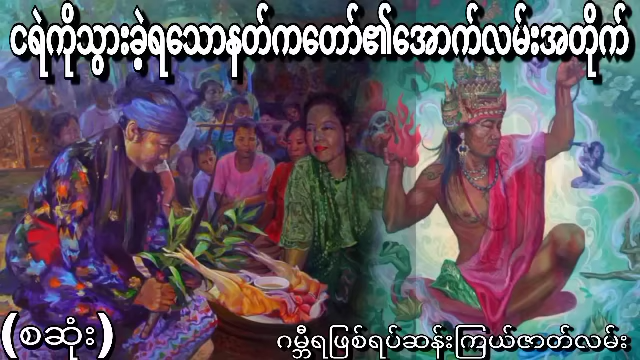 ငရဲကိုသွားခဲ့ရသောနတ်ကတော်၏အောက်လမ်းအတိုက်
(စဆုံး)
ဂမ္ဘီရဖြစ်ရပ်ဆန်းကြယ်ဇာတ်လမ်း